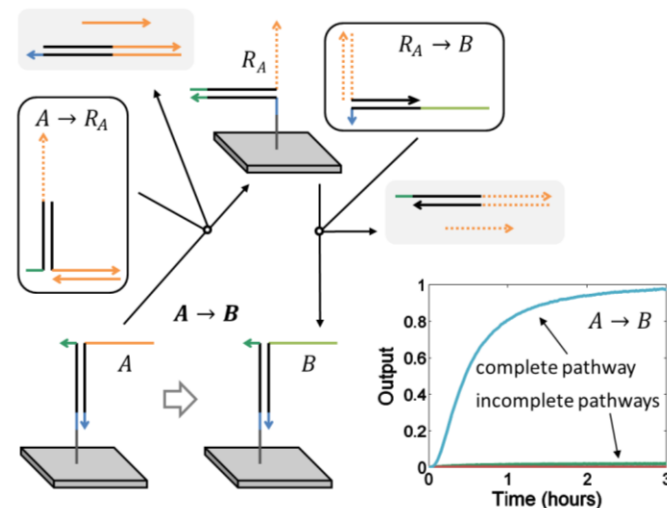 R_A
R_A → B
A → R_A
A → B
A
B
1
0.8
0.6
0.4
0.2
0
Output
A → B
complete pathway
incomplete pathways
0 1 2 3
Time (hours)